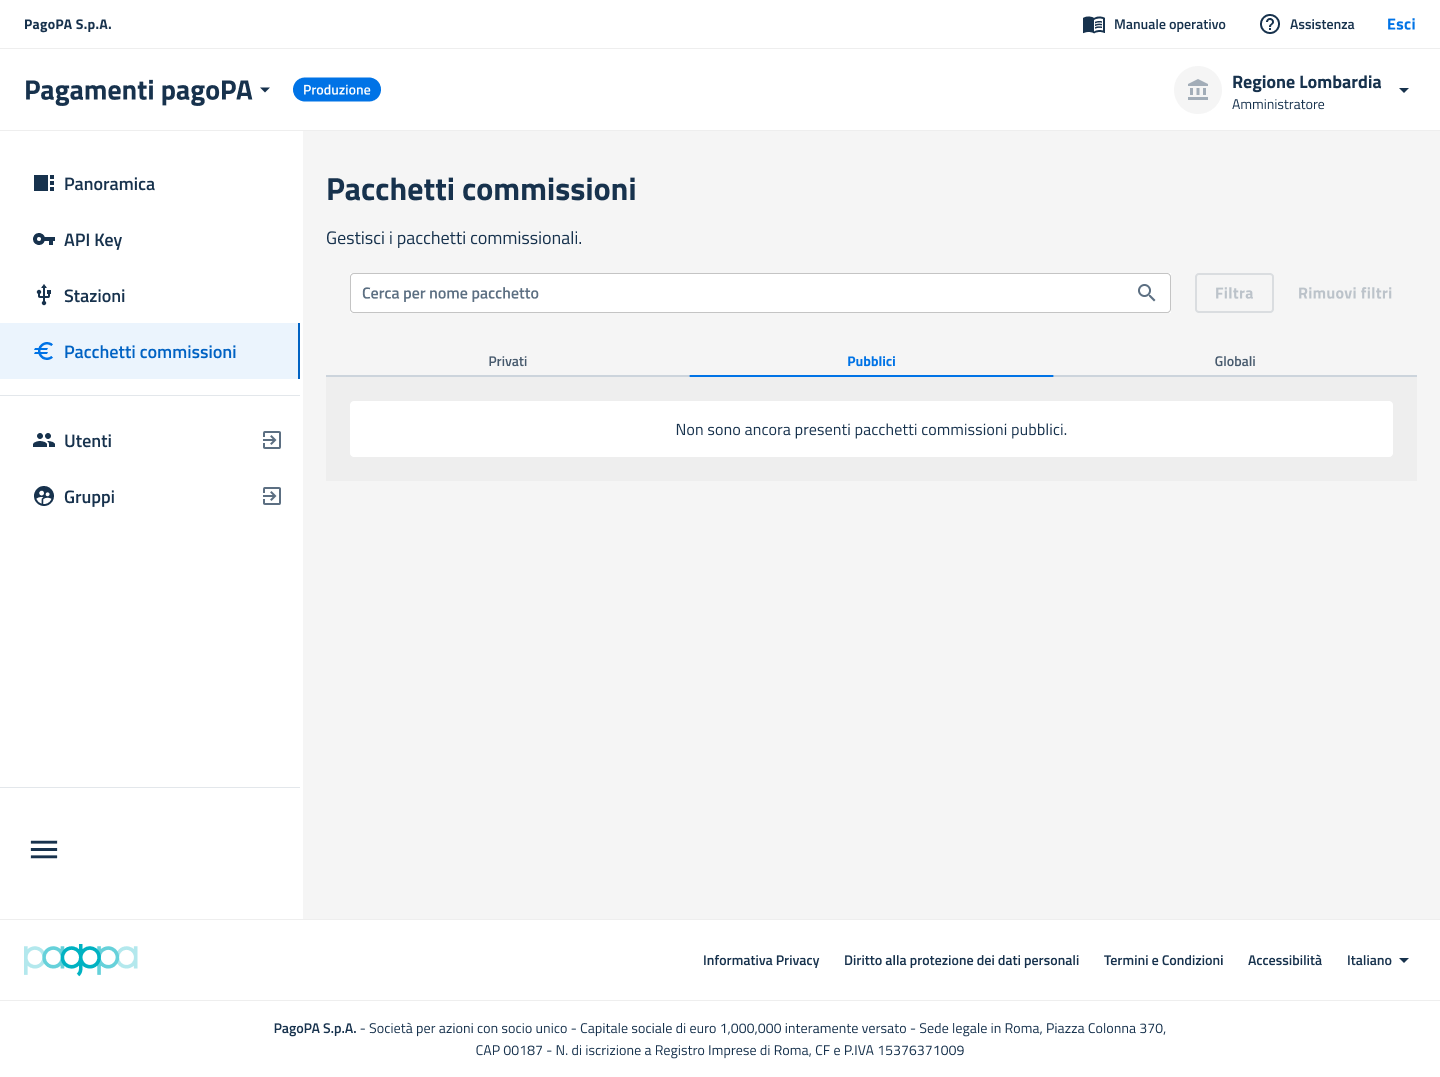 PagoPA S.p.A.
Manuale operativo
Assistenza
Esci
Pagamenti pagoPA
Produzione
Regione Lombardia
Amministratore
Panoramica
API Key
Stazioni
Pacchetti commissioni
Utenti
Gruppi
Pacchetti commissioni
Gestisci i pacchetti commissionali.
Cerca per nome pacchetto
Filtra
Rimuovi filtri
Privati
Pubblici
Globali
Non sono ancora presenti pacchetti commissioni pubblici.
pagopa
Informativa Privacy
Diritto alla protezione dei dati personali
Termini e Condizioni
Accessibilità
Italiano
PagoPA S.p.A. - Società per azioni con socio unico - Capitale sociale di euro 1,000,000 interamente versato - Sede legale in Roma, Piazza Colonna 370,
CAP 00187 - N. di iscrizione a Registro Imprese di Roma, CF e P.IVA 15376371009